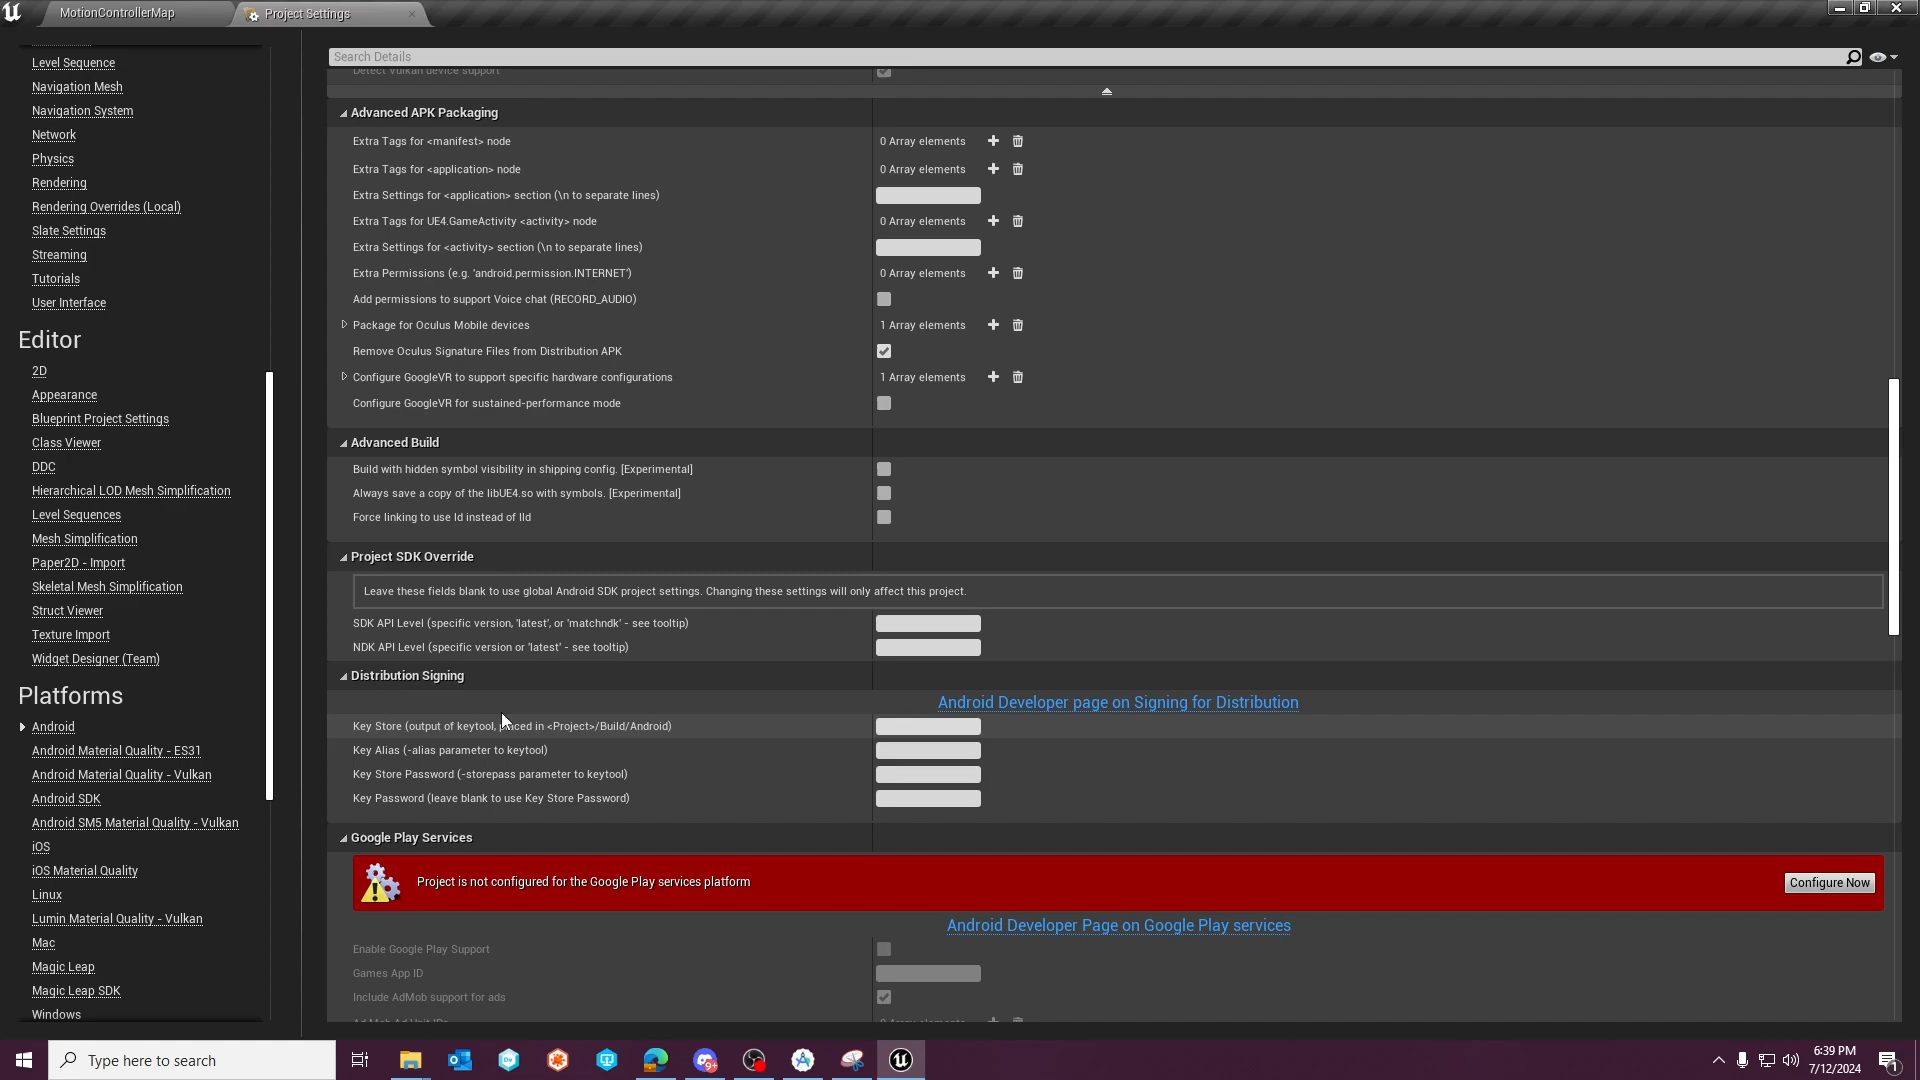 MotionControllerMap
Project Settings
Search Details
Level Sequence
Navigation Mesh
Navigation System
Network
Physics
Rendering
Rendering Overrides (Local)
Slate Settings
Streaming
Tutorials
User Interface
Editor
2D
Appearance
Blueprint Project Settings
Class Viewer
DDC
Hierarchical LOD Mesh Simplification
Level Sequences
Mesh Simplification
Paper2D - Import
Skeletal Mesh Simplification
Struct Viewer
Texture Import
Widget Designer (Team)
Platforms
Android
Android Material Quality - ES31
Android Material Quality - Vulkan
Android SDK
Android SM5 Material Quality - Vulkan
iOS
iOS Material Quality
Linux
Lumin Material Quality - Vulkan
Mac
Magic Leap
Magic Leap SDK
Windows
Detect Vulkan device support
Advanced APK Packaging
Extra Tags for <manifest> node 0 Array elements
Extra Tags for <application> node 0 Array elements
Extra Settings for <application> section (\n to separate lines)
Extra Tags for UE4.GameActivity <activity> node 0 Array elements
Extra Settings for <activity> section (\n to separate lines)
Extra Permissions (e.g. 'android.permission.INTERNET') 0 Array elements
Add permissions to support Voice chat (RECORD_AUDIO)
Package for Oculus Mobile devices 1 Array elements
Remove Oculus Signature Files from Distribution APK
Configure GoogleVR to support specific hardware configurations 1 Array elements
Configure GoogleVR for sustained-performance mode
Advanced Build
Build with hidden symbol visibility in shipping config. [Experimental]
Always save a copy of the libUE4.so with symbols. [Experimental]
Force linking to use ld instead of lld
Project SDK Override
Leave these fields blank to use global Android SDK project settings. Changing these settings will only affect this project.
SDK API Level (specific version, 'latest', or 'matchndk' - see tooltip)
NDK API Level (specific version or 'latest' - see tooltip)
Distribution Signing
Android Developer page on Signing for Distribution
Key Store (output of keytool, placed in <Project>/Build/Android)
Key Alias (-alias parameter to keytool)
Key Store Password (-storepass parameter to keytool)
Key Password (leave blank to use Key Store Password)
Google Play Services
Project is not configured for the Google Play services platform
Configure Now
Android Developer Page on Google Play services
Enable Google Play Support
Games App ID
Include AdMob support for ads
Type here to search
9+
6:39 PM
7/12/2024
1